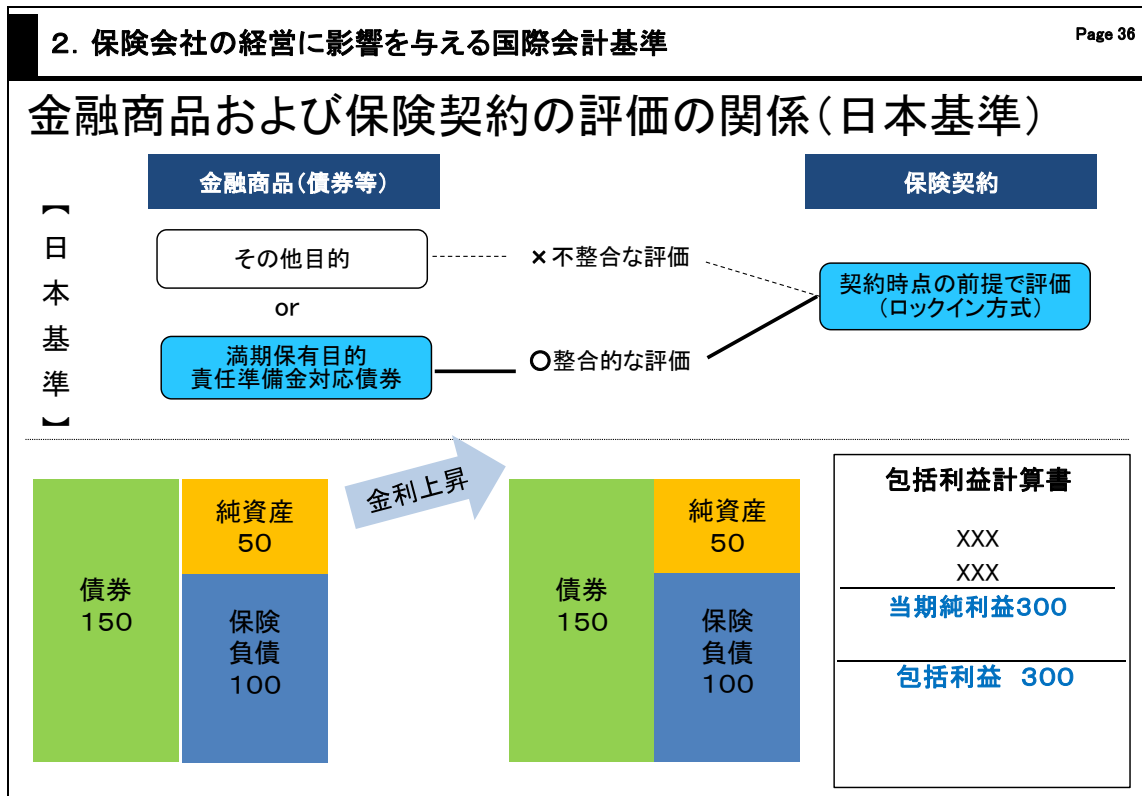 2．保険会社の経営に影響を与える国際会計基準
Page 36
金融商品および保険契約の評価の関係（日本基準）
金融商品（債券等）
保険契約
【日本基準】
その他目的
×不整合な評価
契約時点の前提で評価
（ロックイン方式）
or
満期保有目的
責任準備金対応債券
○整合的な評価
債券
150
純資産
50
保険
負債
100
金利上昇
債券
150
純資産
50
保険
負債
100
包括利益計算書
XXX
XXX
当期純利益300
包括利益　300